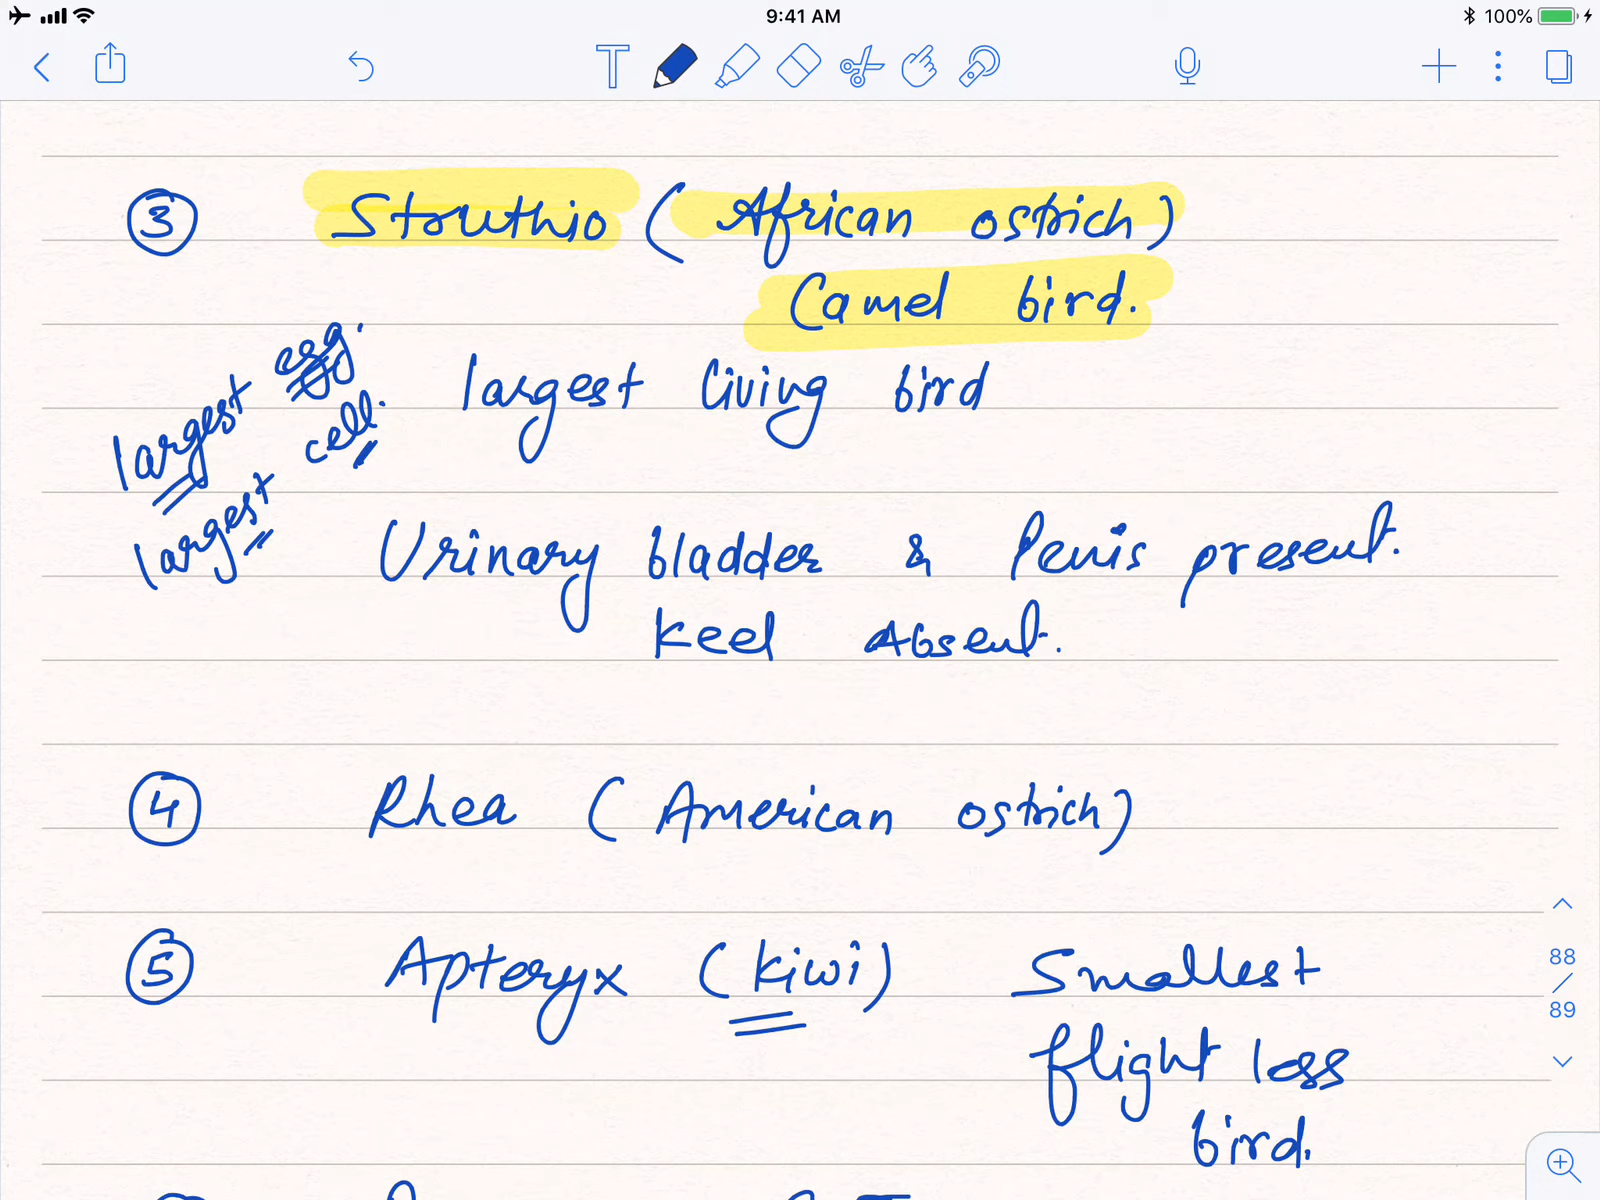 9:41 AM
100%
T
3 Struthio (African ostrich)
Camel bird.
largest egg.
largest cell.
largest living bird
Urinary bladder & Penis present.
Keel Absent.
4 Rhea (American ostrich)
5 Apteryx (kiwi) Smallest
flight less
bird.
88
/
89